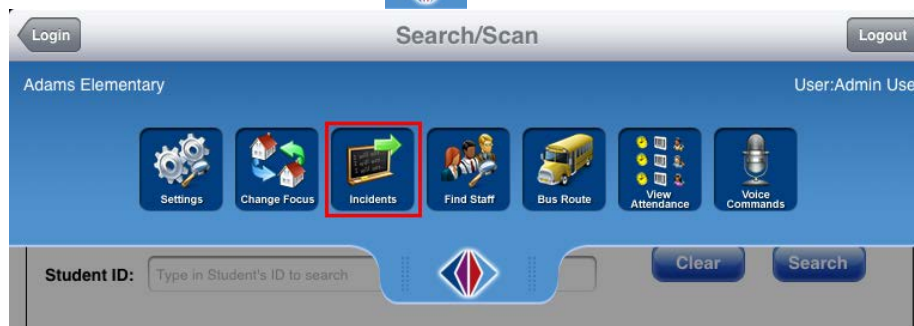 Login
Search/Scan
Logout
Adams Elementary
User:Admin Use
Settings
Change Focus
Incidents
Find Staff
Bus Route
View
Attendance
Voice
Commands
Student ID:
Type in Student's ID to search
Clear
Search